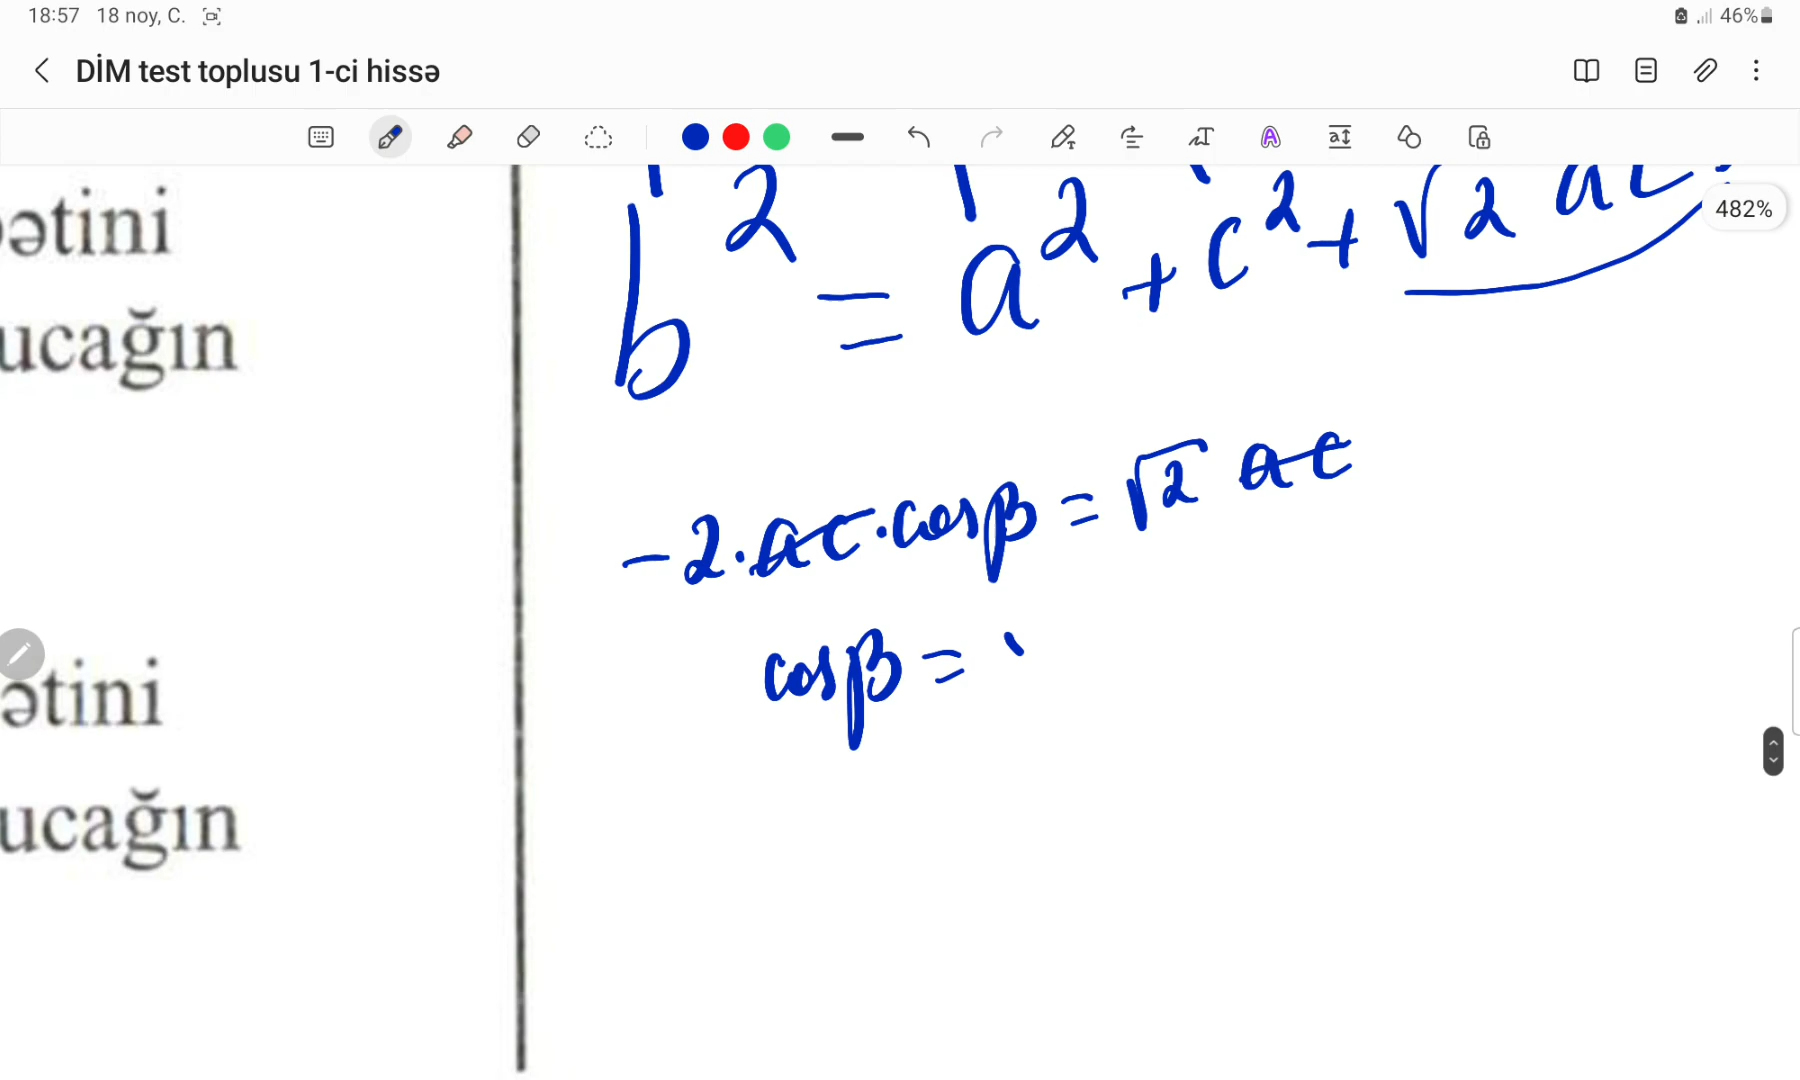 18:57 18 noy, C. 46%
DİM test toplusu 1-ci hissə
482%
ətini
ucağın
b² = a² + c² + √2 ac
-2·ac·cosβ = √2 ac
cosβ =
ətini
ucağın